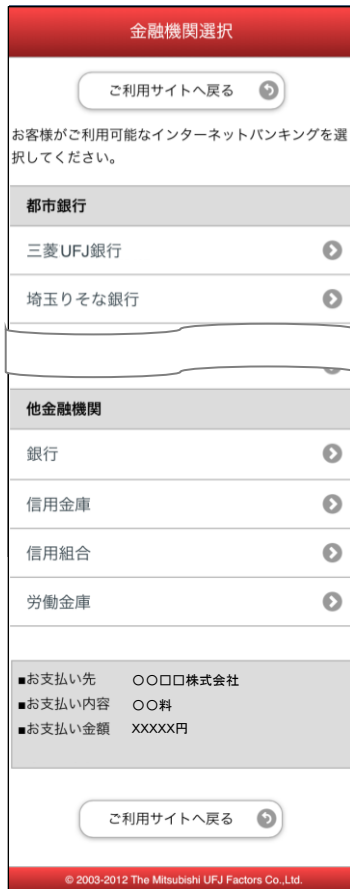 金融機関選択
ご利用サイトへ戻る
お客様がご利用可能なインターネットバンキングを選
択してください。
都市銀行
三菱UFJ銀行
埼玉りそな銀行
他金融機関
銀行
信用金庫
信用組合
労働金庫
■お支払い先 〇〇口口株式会社
■お支払い内容 〇〇料
■お支払い金額 XXXXX円
ご利用サイトへ戻る
© 2003-2012 The Mitsubishi UFJ Factors Co.,Ltd.